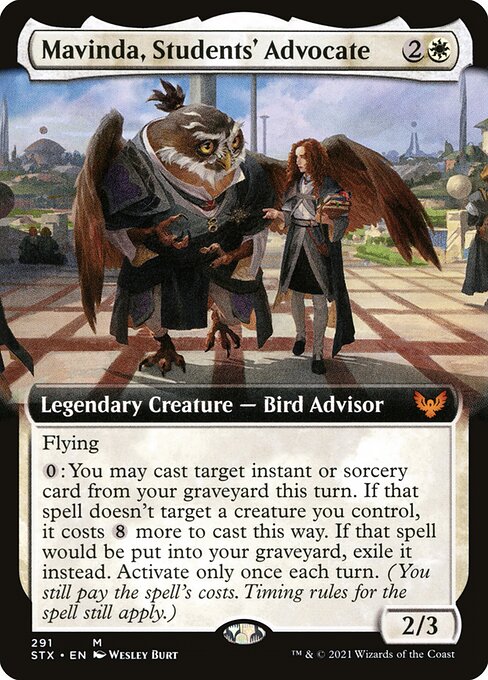 Mavinda, Students' Advocate 2
Legendary Creature — Bird Advisor
Flying
0:You may cast target instant or sorcery
card from your graveyard this turn. If that
spell doesn't target a creature you control,
it costs 8 more to cast this way. If that spell
would be put into your graveyard, exile it
instead. Activate only once each turn. (You
still pay the spell's costs. Timing rules for
the spell still apply.)
2/3
291 M
STX • EN Wesley Burt
™ & © 2021 Wizards of the Coast